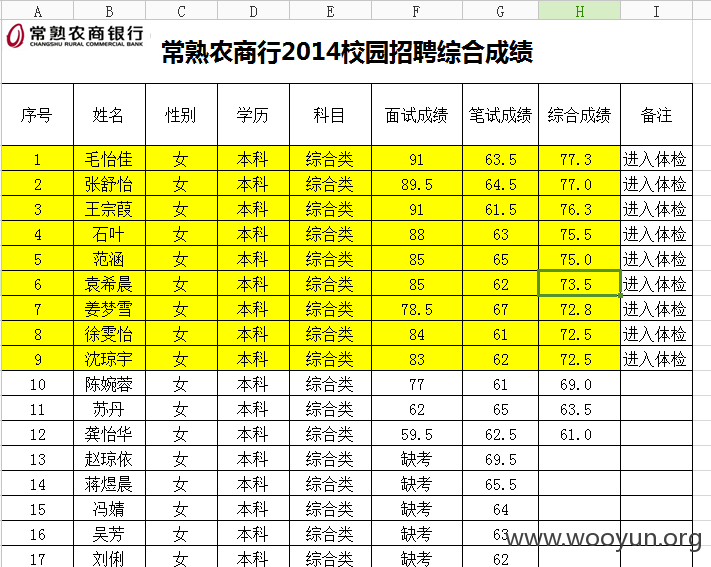 A B C D E F G H I
常熟农商银行
CHANGSHU RURAL COMMERCIAL BANK
常熟农商行2014校园招聘综合成绩
序号 姓名 性别 学历 科目 面试成绩 笔试成绩 综合成绩 备注
1 毛怡佳 女 本科 综合类 91 63.5 77.3 进入体检
2 张舒怡 女 本科 综合类 89.5 64.5 77.0 进入体检
3 王宗葭 女 本科 综合类 91 61.5 76.3 进入体检
4 石叶 女 本科 综合类 88 63 75.5 进入体检
5 范涵 女 本科 综合类 85 65 75.0 进入体检
6 袁希晨 女 本科 综合类 85 62 73.5 进入体检
7 姜梦雪 女 本科 综合类 78.5 67 72.8 进入体检
8 徐雯怡 女 本科 综合类 84 61 72.5 进入体检
9 沈琼宇 女 本科 综合类 83 62 72.5 进入体检
10 陈婉蓉 女 本科 综合类 77 61 69.0
11 苏丹 女 本科 综合类 62 65 63.5
12 龚怡华 女 本科 综合类 59.5 62.5 61.0
13 赵琼依 女 本科 综合类 缺考 69.5
14 蒋煜晨 女 本科 综合类 缺考 65.5
15 冯婧 女 本科 综合类 缺考 64
16 吴芳 女 本科 综合类 缺考 63
www.wooyun.org
17 刘俐 女 本科 综合类 缺考 62